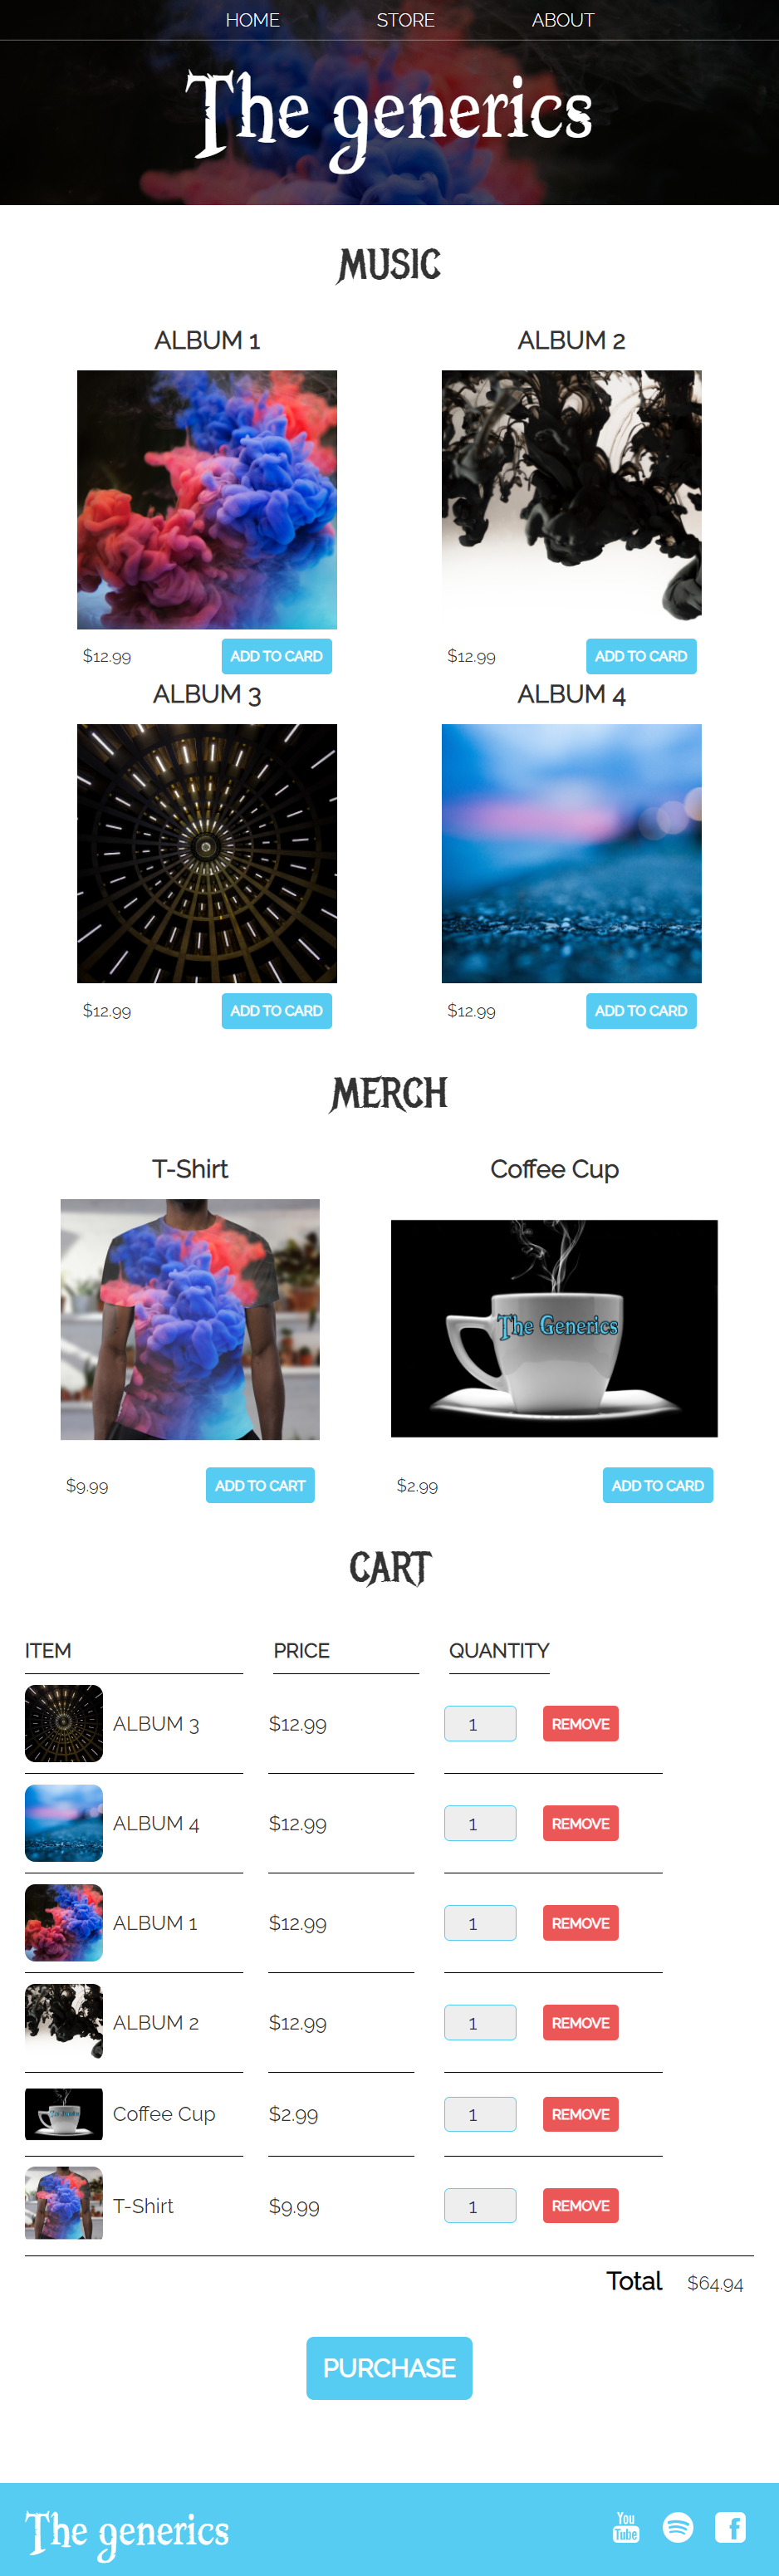 HOME STORE ABOUT
The generics
MUSIC
ALBUM 1 ALBUM 2
$12.99 ADD TO CARD $12.99 ADD TO CARD
ALBUM 3 ALBUM 4
$12.99 ADD TO CARD $12.99 ADD TO CARD
MERCH
T-Shirt Coffee Cup
The Generics
$9.99 ADD TO CART $2.99 ADD TO CARD
CART
ITEM PRICE QUANTITY
ALBUM 3 $12.99 1 REMOVE
ALBUM 4 $12.99 1 REMOVE
ALBUM 1 $12.99 1 REMOVE
ALBUM 2 $12.99 1 REMOVE
Coffee Cup $2.99 1 REMOVE
T-Shirt $9.99 1 REMOVE
Total $64.94
PURCHASE
The generics You Tube